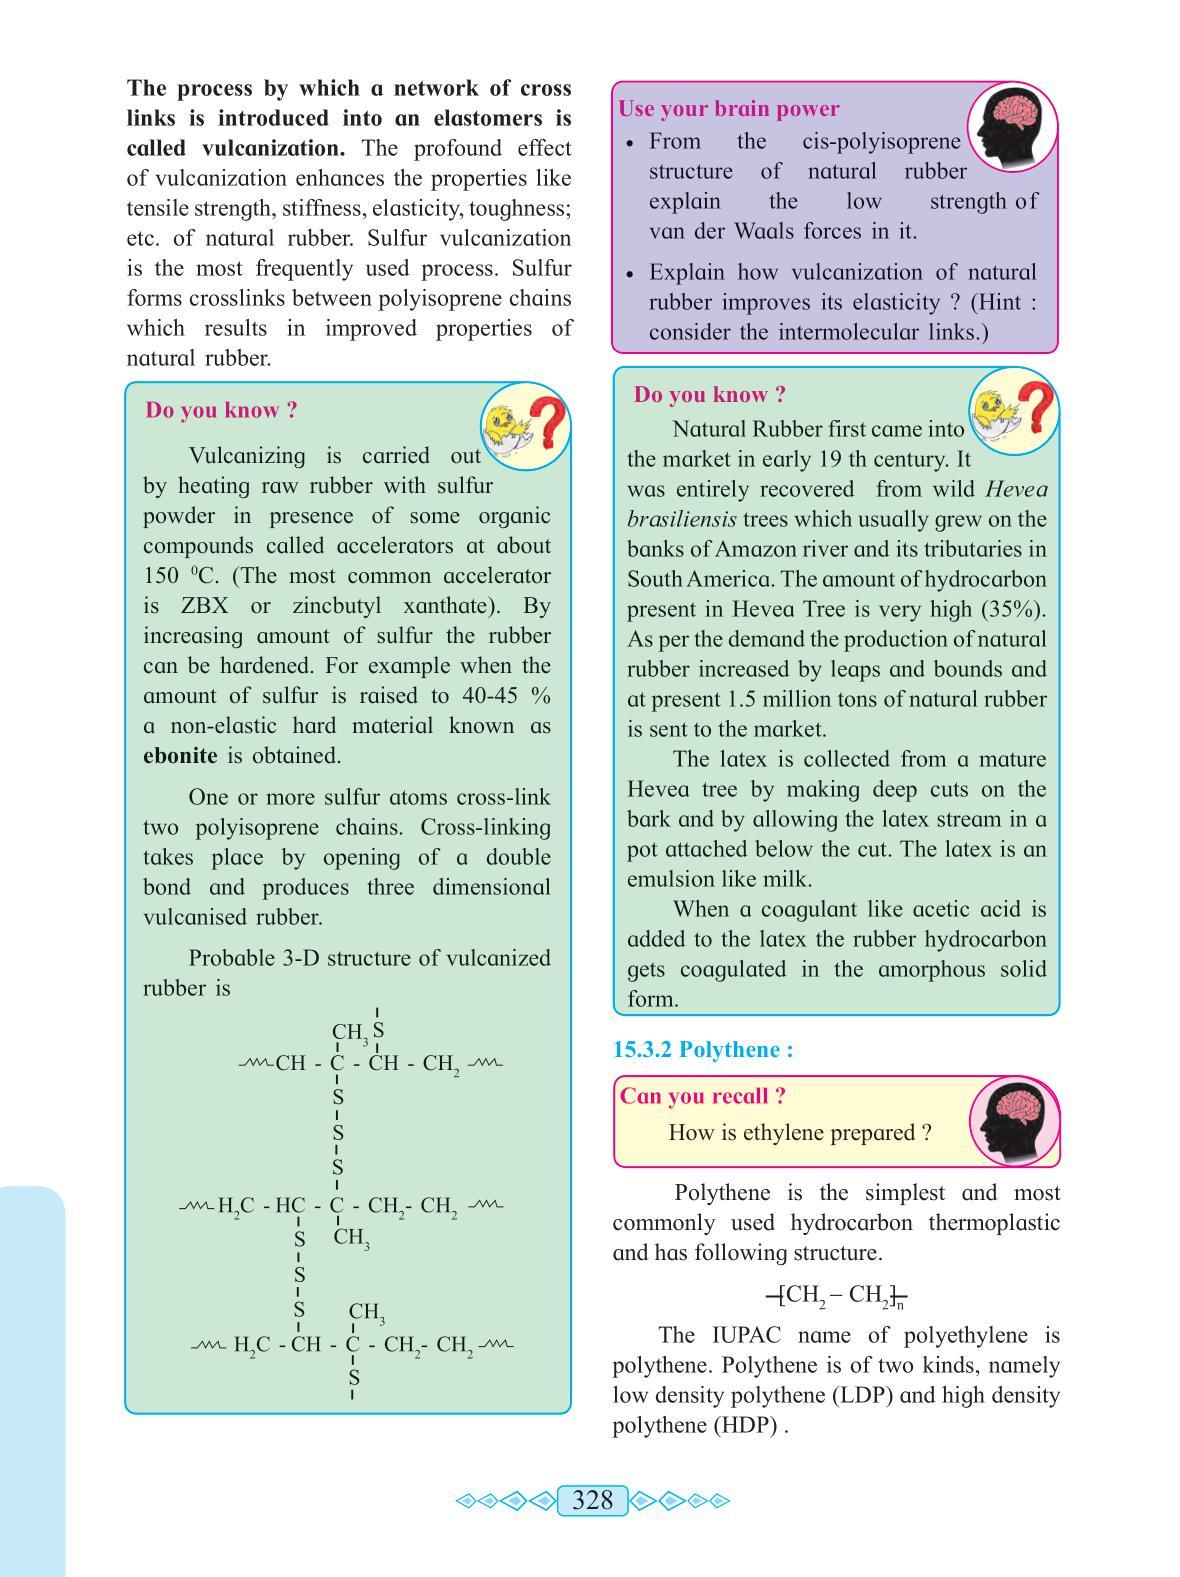 The process by which a network of cross
links is introduced into an elastomers is
called vulcanization. The profound effect
of vulcanization enhances the properties like
tensile strength, stiffness, elasticity, toughness;
etc. of natural rubber. Sulfur vulcanization
is the most frequently used process. Sulfur
forms crosslinks between polyisoprene chains
which results in improved properties of
natural rubber.
Do you know ?
Vulcanizing is carried out
by heating raw rubber with sulfur
powder in presence of some organic
compounds called accelerators at about
150 ⁰C. (The most common accelerator
is ZBX or zincbutyl xanthate). By
increasing amount of sulfur the rubber
can be hardened. For example when the
amount of sulfur is raised to 40-45 %
a non-elastic hard material known as
ebonite is obtained.
One or more sulfur atoms cross-link
two polyisoprene chains. Cross-linking
takes place by opening of a double
bond and produces three dimensional
vulcanised rubber.
Probable 3-D structure of vulcanized
rubber is
CH₃ S
CH - C - CH - CH₂
S
S
S
H₂C - HC - C - CH₂- CH₂
S CH₃
S
S CH₃
H₂C - CH - C - CH₂- CH₂
S
Use your brain power
• From the cis-polyisoprene
structure of natural rubber
explain the low strength of
van der Waals forces in it.
• Explain how vulcanization of natural
rubber improves its elasticity ? (Hint :
consider the intermolecular links.)
Do you know ?
?
Natural Rubber first came into
the market in early 19 th century. It
was entirely recovered from wild Hevea
brasiliensis trees which usually grew on the
banks of Amazon river and its tributaries in
South America. The amount of hydrocarbon
present in Hevea Tree is very high (35%).
As per the demand the production of natural
rubber increased by leaps and bounds and
at present 1.5 million tons of natural rubber
is sent to the market.
The latex is collected from a mature
Hevea tree by making deep cuts on the
bark and by allowing the latex stream in a
pot attached below the cut. The latex is an
emulsion like milk.
When a coagulant like acetic acid is
added to the latex the rubber hydrocarbon
gets coagulated in the amorphous solid
form.
15.3.2 Polythene :
Can you recall ?
How is ethylene prepared ?
Polythene is the simplest and most
commonly used hydrocarbon thermoplastic
and has following structure.
-[CH₂ – CH₂]-ₙ
The IUPAC name of polyethylene is
polythene. Polythene is of two kinds, namely
low density polythene (LDP) and high density
polythene (HDP) .
328